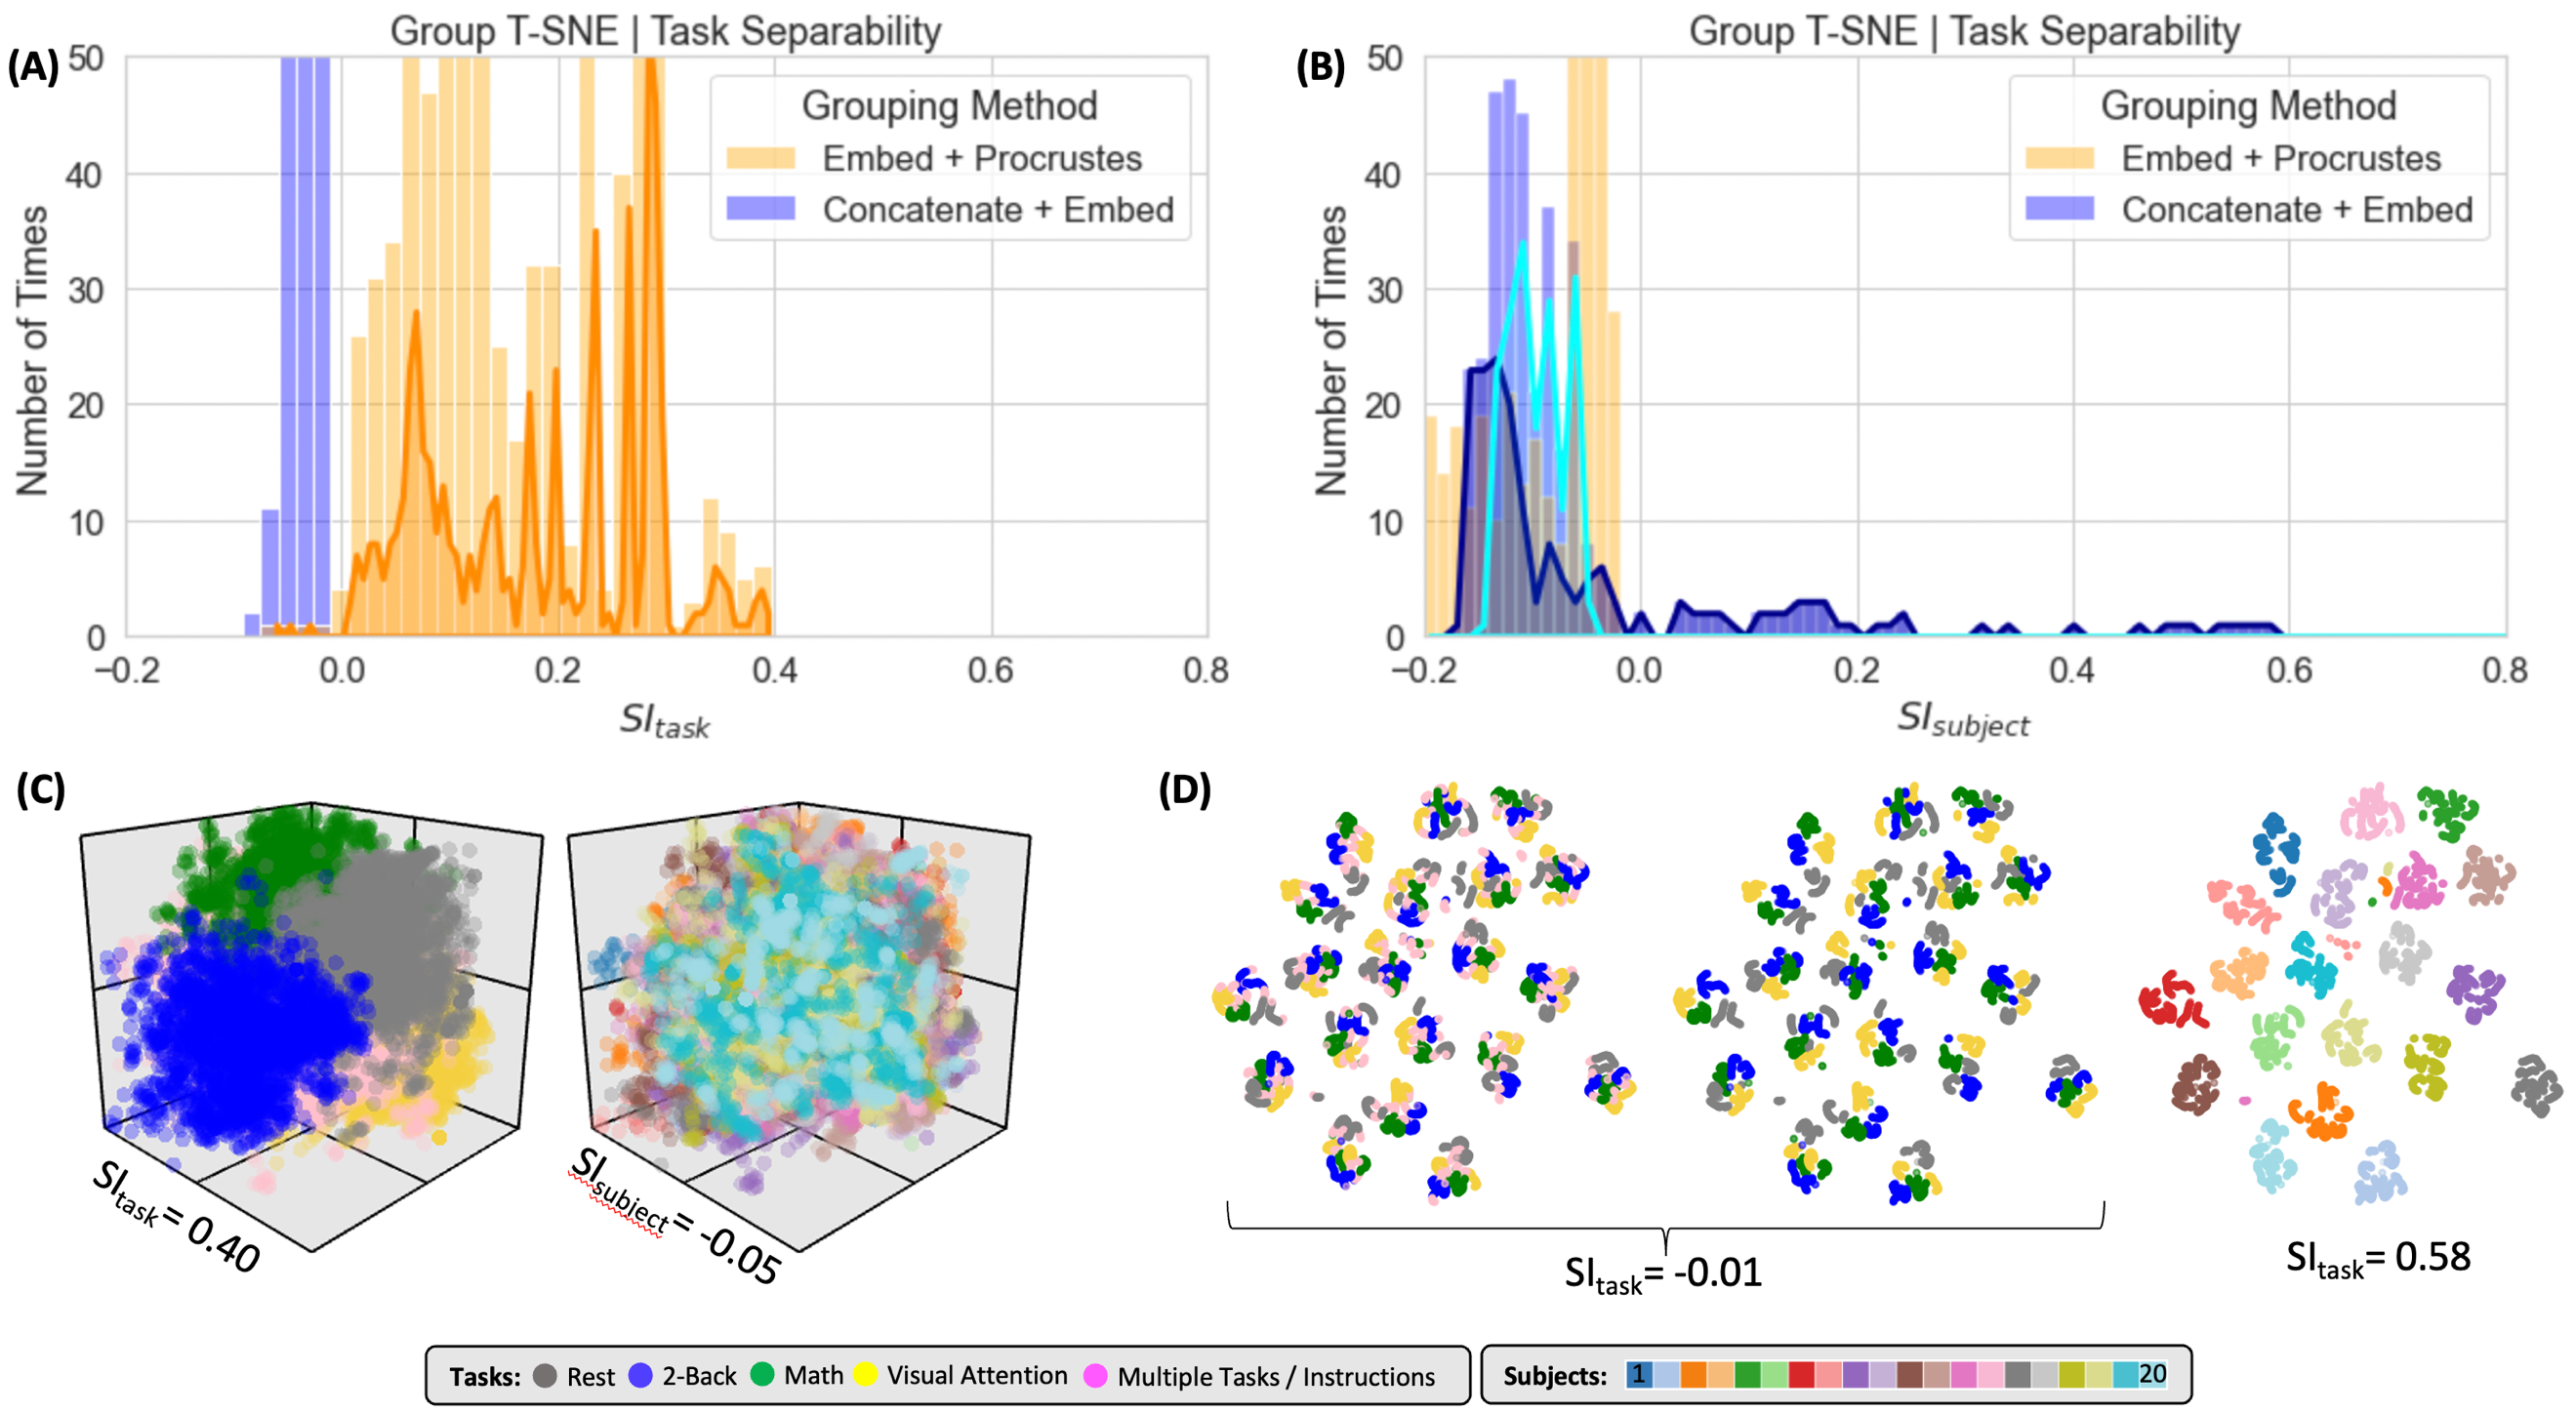 (A)
Group T-SNE | Task Separability
50
40
30
20
10
0
Number of Times
Grouping Method
Embed + Procrustes
Concatenate + Embed
−0.2 0.0 0.2 0.4 0.6 0.8
SItask
(B)
Group T-SNE | Task Separability
50
40
30
20
10
0
Number of Times
Grouping Method
Embed + Procrustes
Concatenate + Embed
−0.2 0.0 0.2 0.4 0.6 0.8
SIsubject
(C)
SItask= 0.40
SIsubject= -0.05
(D)
SItask= -0.01
SItask= 0.58
Tasks: Rest 2-Back Math Visual Attention Multiple Tasks / Instructions
Subjects: 1 20